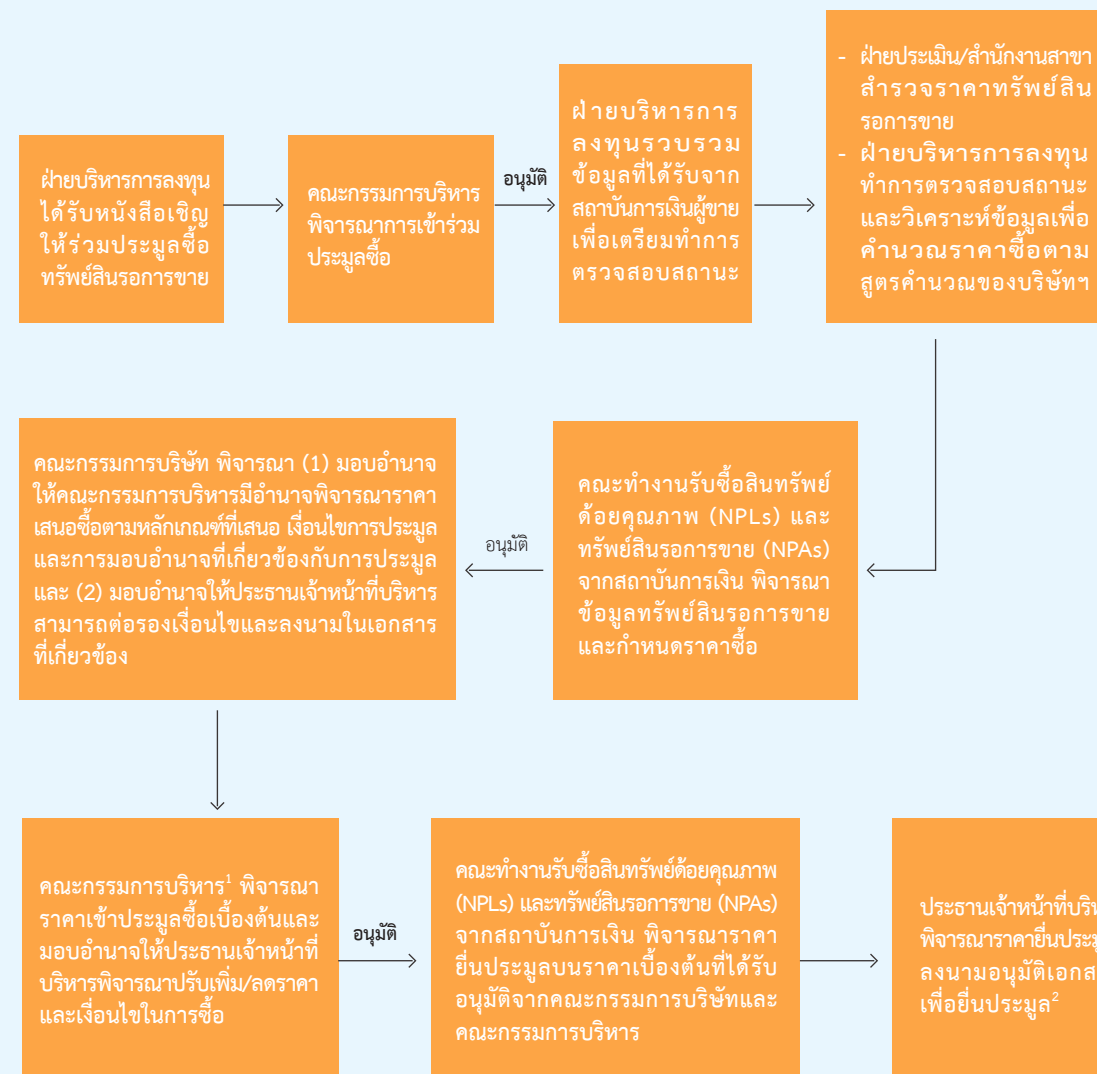 ฝ่ายบริหารการลงทุน
ได้รับหนังสือเชิญ
ให้ร่วมประมูลซื้อ
ทรัพย์สินรอการขาย
คณะกรรมการบริหาร
พิจารณาการเข้าร่วม
ประมูลซื้อ
อนุมัติ
ฝ่ายบริหารการ
ลงทุนรวบรวม
ข้อมูลที่ได้รับจาก
สถาบันการเงินผู้ขาย
เพื่อเตรียมทำการ
ตรวจสอบสถานะ
- ฝ่ายประเมิน/สำนักงานสาขา
สำรวจราคาทรัพย์สิน
รอการขาย
- ฝ่ายบริหารการลงทุน
ทำการตรวจสอบสถานะ
และวิเคราะห์ข้อมูลเพื่อ
คำนวณราคาซื้อตาม
สูตรคำนวณของบริษัทฯ
คณะทำงานรับซื้อสินทรัพย์
ด้อยคุณภาพ (NPLs) และ
ทรัพย์สินรอการขาย (NPAs)
จากสถาบันการเงิน พิจารณา
ข้อมูลทรัพย์สินรอการขาย
และกำหนดราคาซื้อ
อนุมัติ
คณะกรรมการบริษัท พิจารณา (1) มอบอำนาจ
ให้คณะกรรมการบริหารมีอำนาจพิจารณาราคา
เสนอซื้อตามหลักเกณฑ์ที่เสนอ เงื่อนไขการประมูล
และการมอบอำนาจที่เกี่ยวข้องกับการประมูล
และ (2) มอบอำนาจให้ประธานเจ้าหน้าที่บริหาร
สามารถต่อรองเงื่อนไขและลงนามในเอกสาร
ที่เกี่ยวข้อง
คณะกรรมการบริหาร¹ พิจารณา
ราคาเข้าประมูลซื้อเบื้องต้นและ
มอบอำนาจให้ประธานเจ้าหน้าที่
บริหารพิจารณาปรับเพิ่ม/ลดราคา
และเงื่อนไขในการซื้อ
อนุมัติ
คณะทำงานรับซื้อสินทรัพย์ด้อยคุณภาพ
(NPLs) และทรัพย์สินรอการขาย (NPAs)
จากสถาบันการเงิน พิจารณาราคา
ยื่นประมูลบนราคาเบื้องต้นที่ได้รับ
อนุมัติจากคณะกรรมการบริษัทและ
คณะกรรมการบริหาร
ประธานเจ้าหน้าที่
พิจารณาราคา
ลงนามอนุมัติ
เพื่อยื่นประมูล²